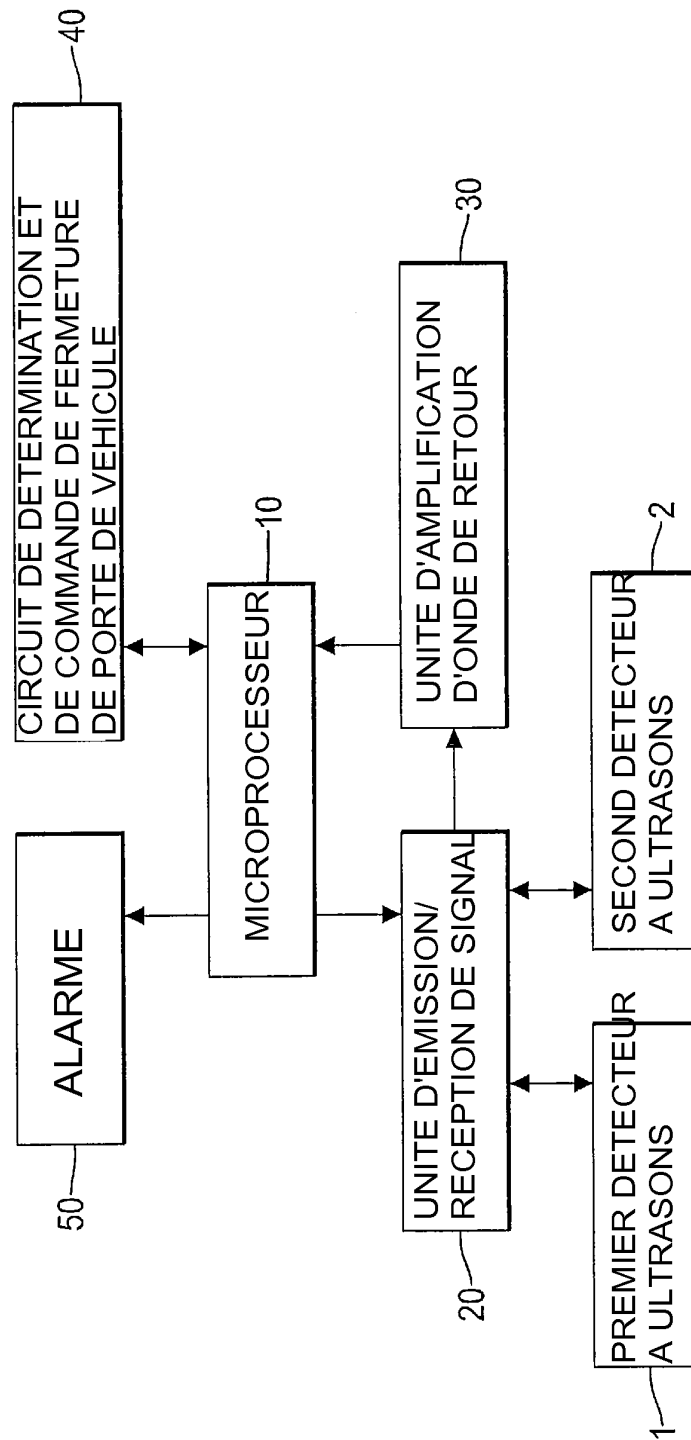 50
ALARME
CIRCUIT DE DETERMINATION ET
DE COMMANDE DE FERMETURE
DE PORTE DE VEHICULE
40
MICROPROCESSEUR
10
20
UNITE D'EMISSION/
RECEPTION DE SIGNAL
UNITE D'AMPLIFICATION
D'ONDE DE RETOUR
30
1
PREMIER DETECTEUR
A ULTRASONS
SECOND DETECTEUR
A ULTRASONS
2